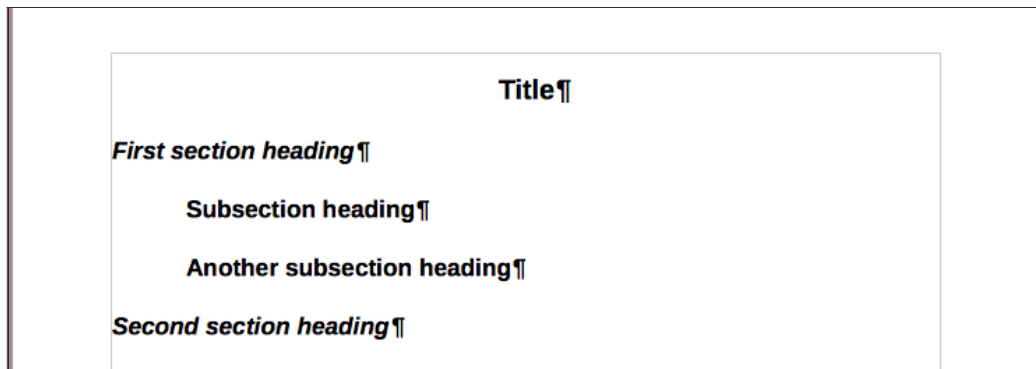 Title¶
First section heading¶
Subsection heading¶
Another subsection heading¶
Second section heading¶